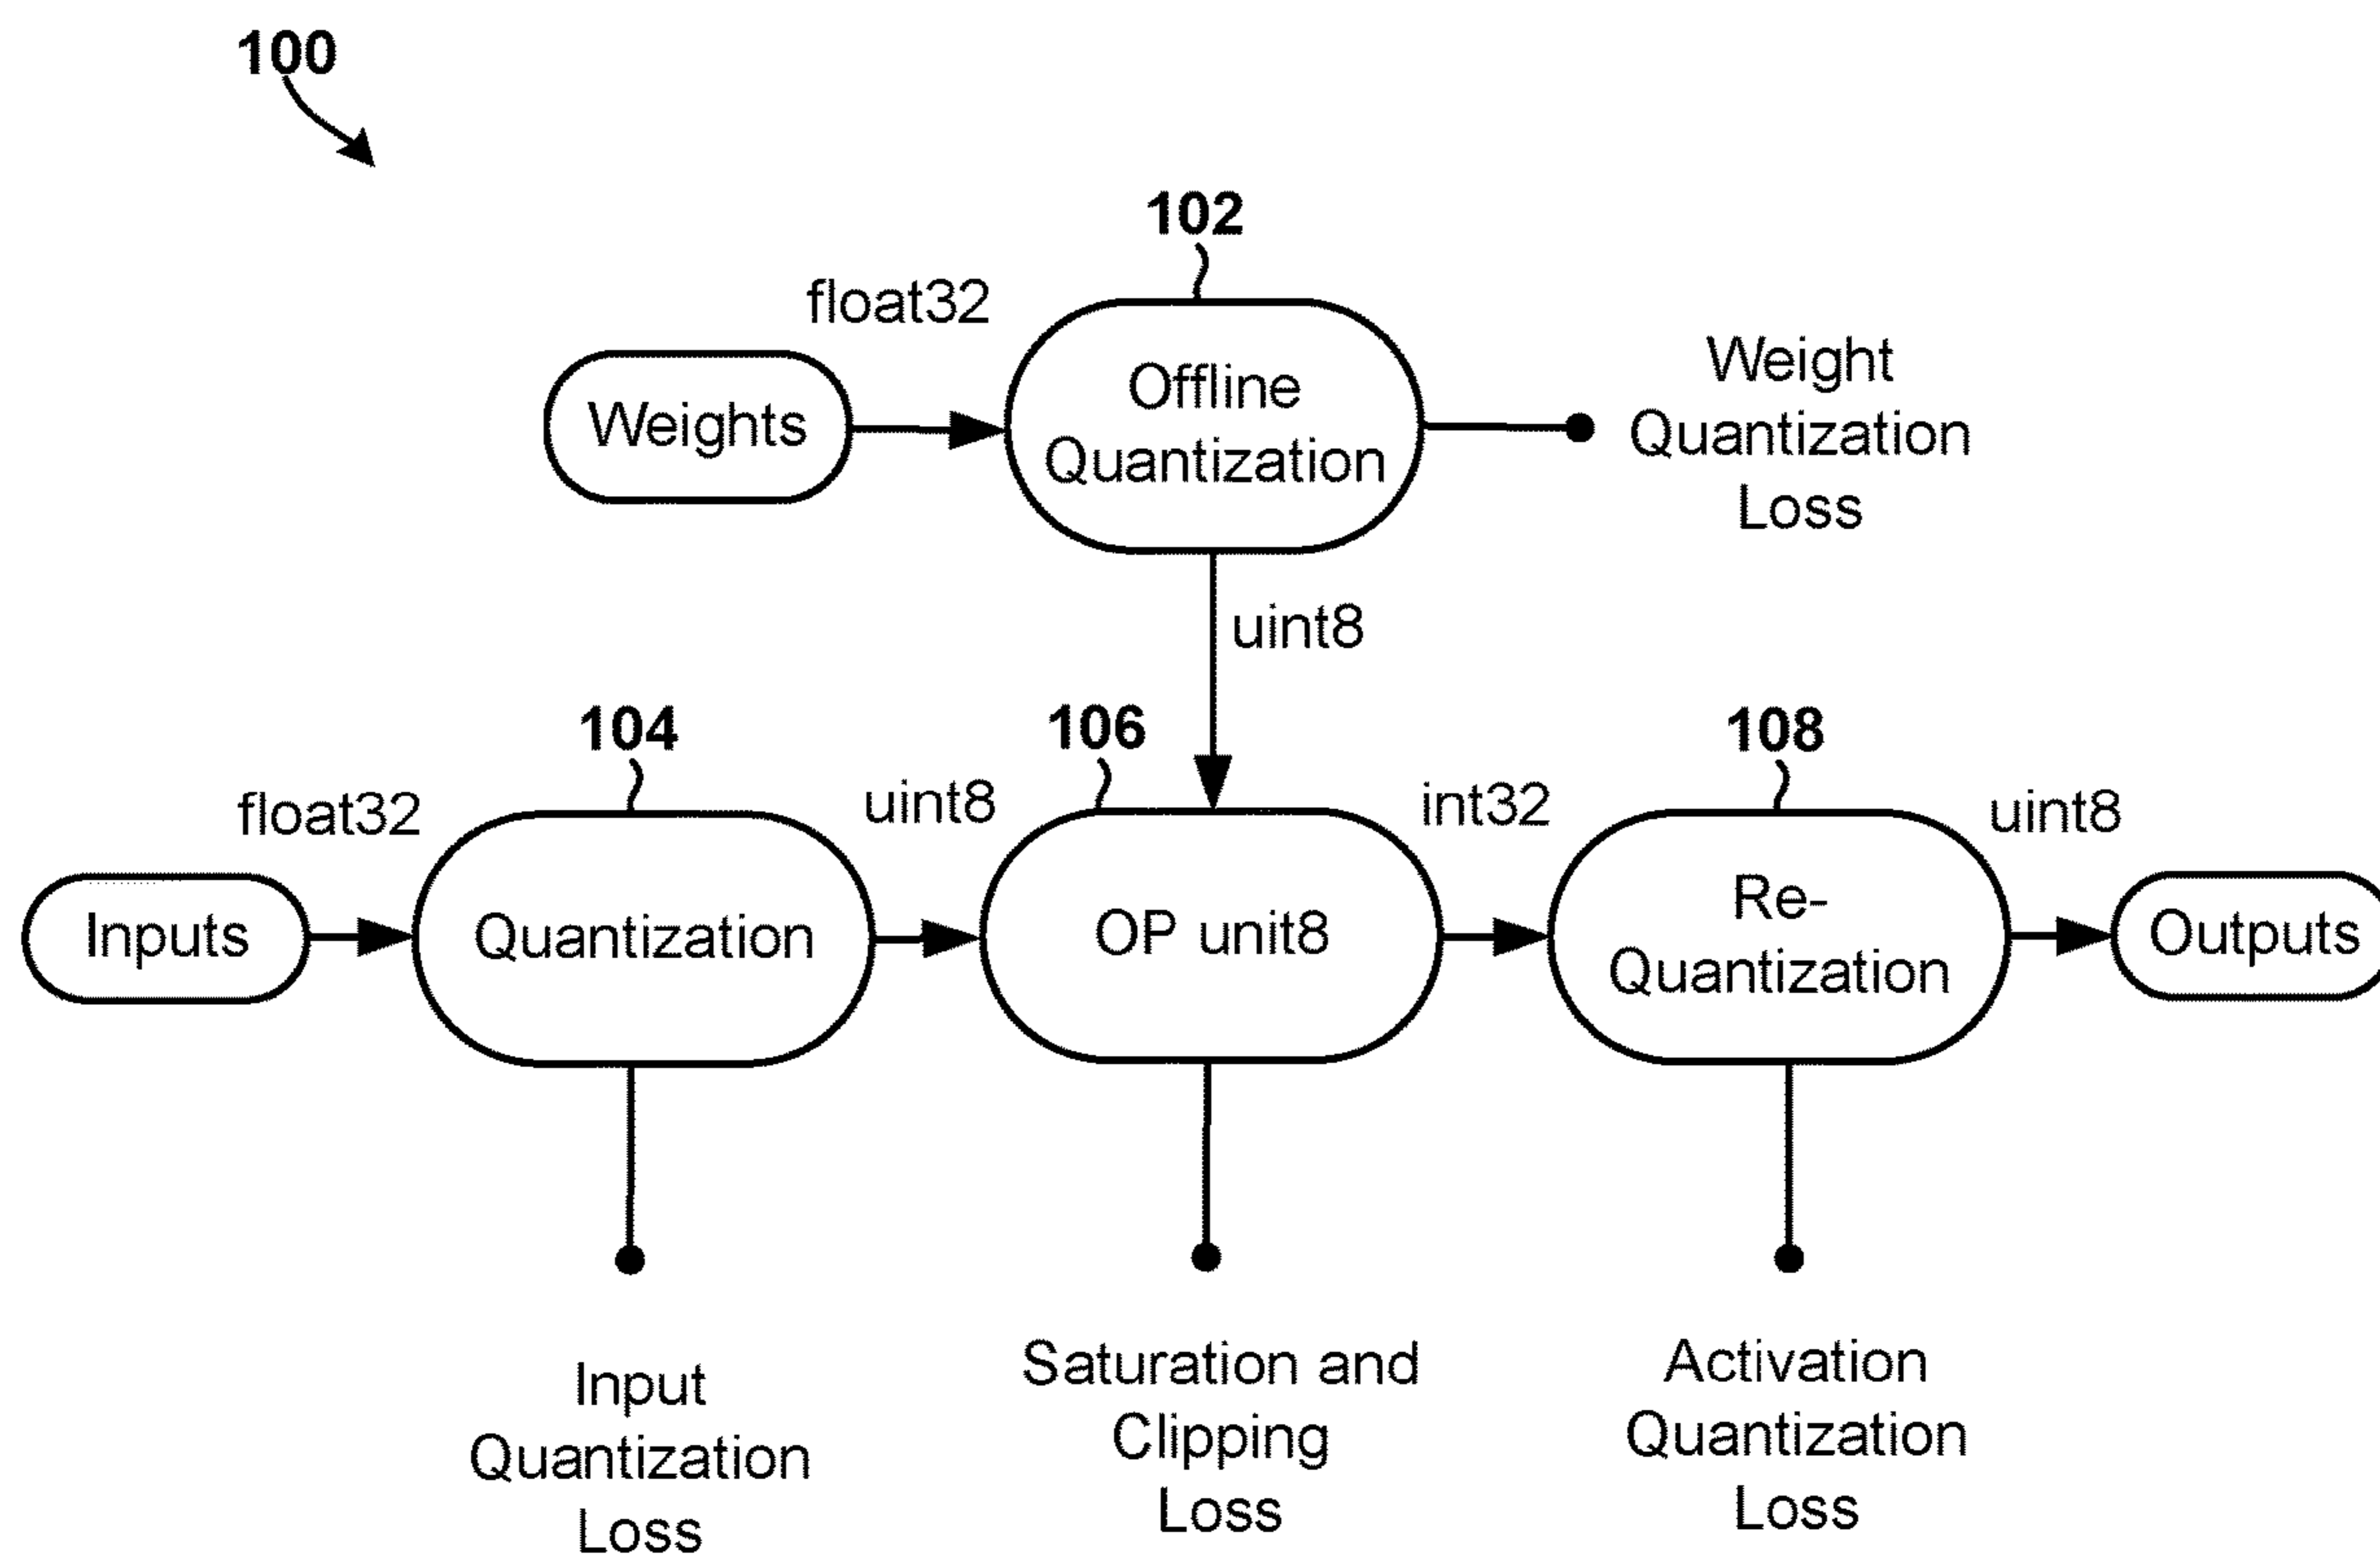 100
102
float32
Weights
Offline
Quantization
Weight
Quantization
Loss
uint8
104
106
108
float32
uint8
int32
uint8
Inputs
Quantization
OP unit8
Re-
Quantization
Outputs
Input
Quantization
Loss
Saturation and
Clipping
Loss
Activation
Quantization
Loss